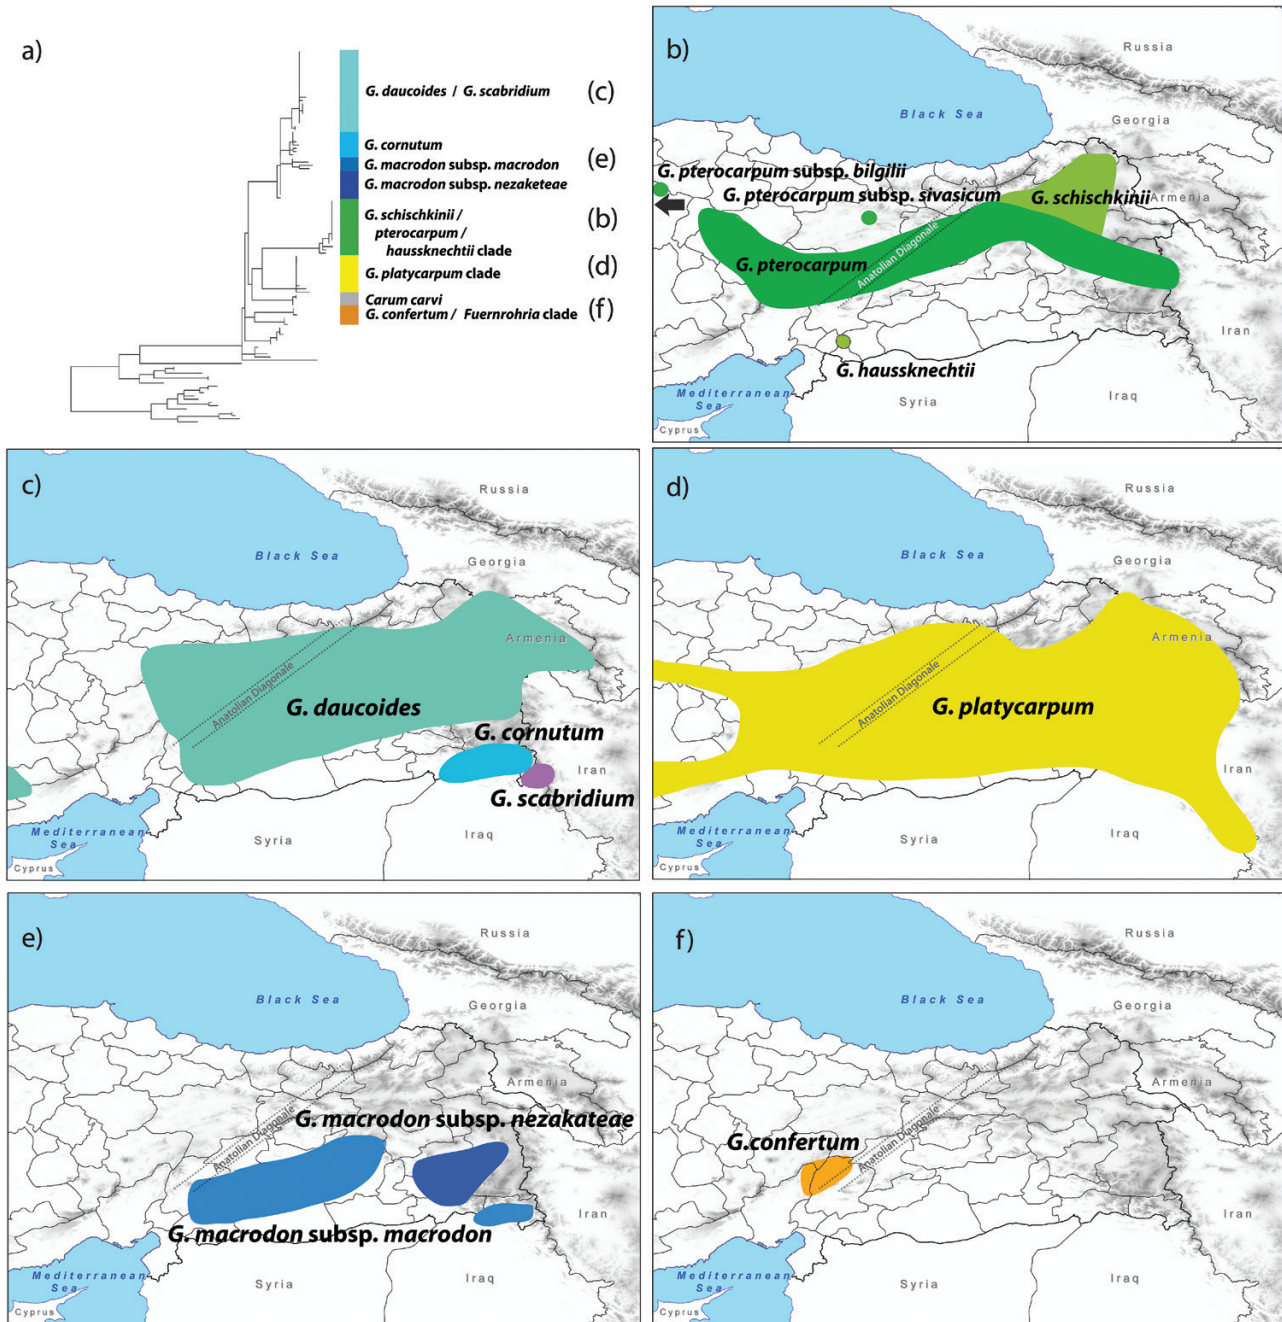 a)
G. daucoides / G. scabridium
(c)
G. cornutum
G. macrodon subsp. macrodon
(e)
G. macrodon subsp. nezaketeae
G. schischkinii /
pterocarpum /
haussknechtii clade
(b)
G. platycarpum clade
(d)
Carum carvi
G. confertum / Fuernrohria clade
(f)
b)
Russia
Black Sea
Georgia
G. pterocarpum subsp. bilgilii
G. pterocarpum subsp. sivasicum
G. schischkinii
Armenia
G. pterocarpum
Anatolian Diagonale
Iran
G. haussknechtii
Mediterranean
Sea
Syria
Iraq
Cyprus
c)
Russia
Black Sea
Georgia
Armenia
Anatolian Diagonale
G. daucoides
G. cornutum
Iran
G. scabridium
Mediterranean
Sea
Syria
Iraq
Cyprus
d)
Russia
Black Sea
Georgia
Armenia
Anatolian Diagonale
G. platycarpum
Iran
Mediterranean
Sea
Syria
Iraq
Cyprus
e)
Russia
Black Sea
Georgia
Armenia
G. macrodon subsp. nezakateae
Anatolian Diagonale
Iran
G. macrodon subsp. macrodon
Mediterranean
Sea
Syria
Iraq
Cyprus
f)
Russia
Black Sea
Georgia
Armenia
G.confertum
Anatolian Diagonale
Iran
Mediterranean
Sea
Syria
Iraq
Cyprus